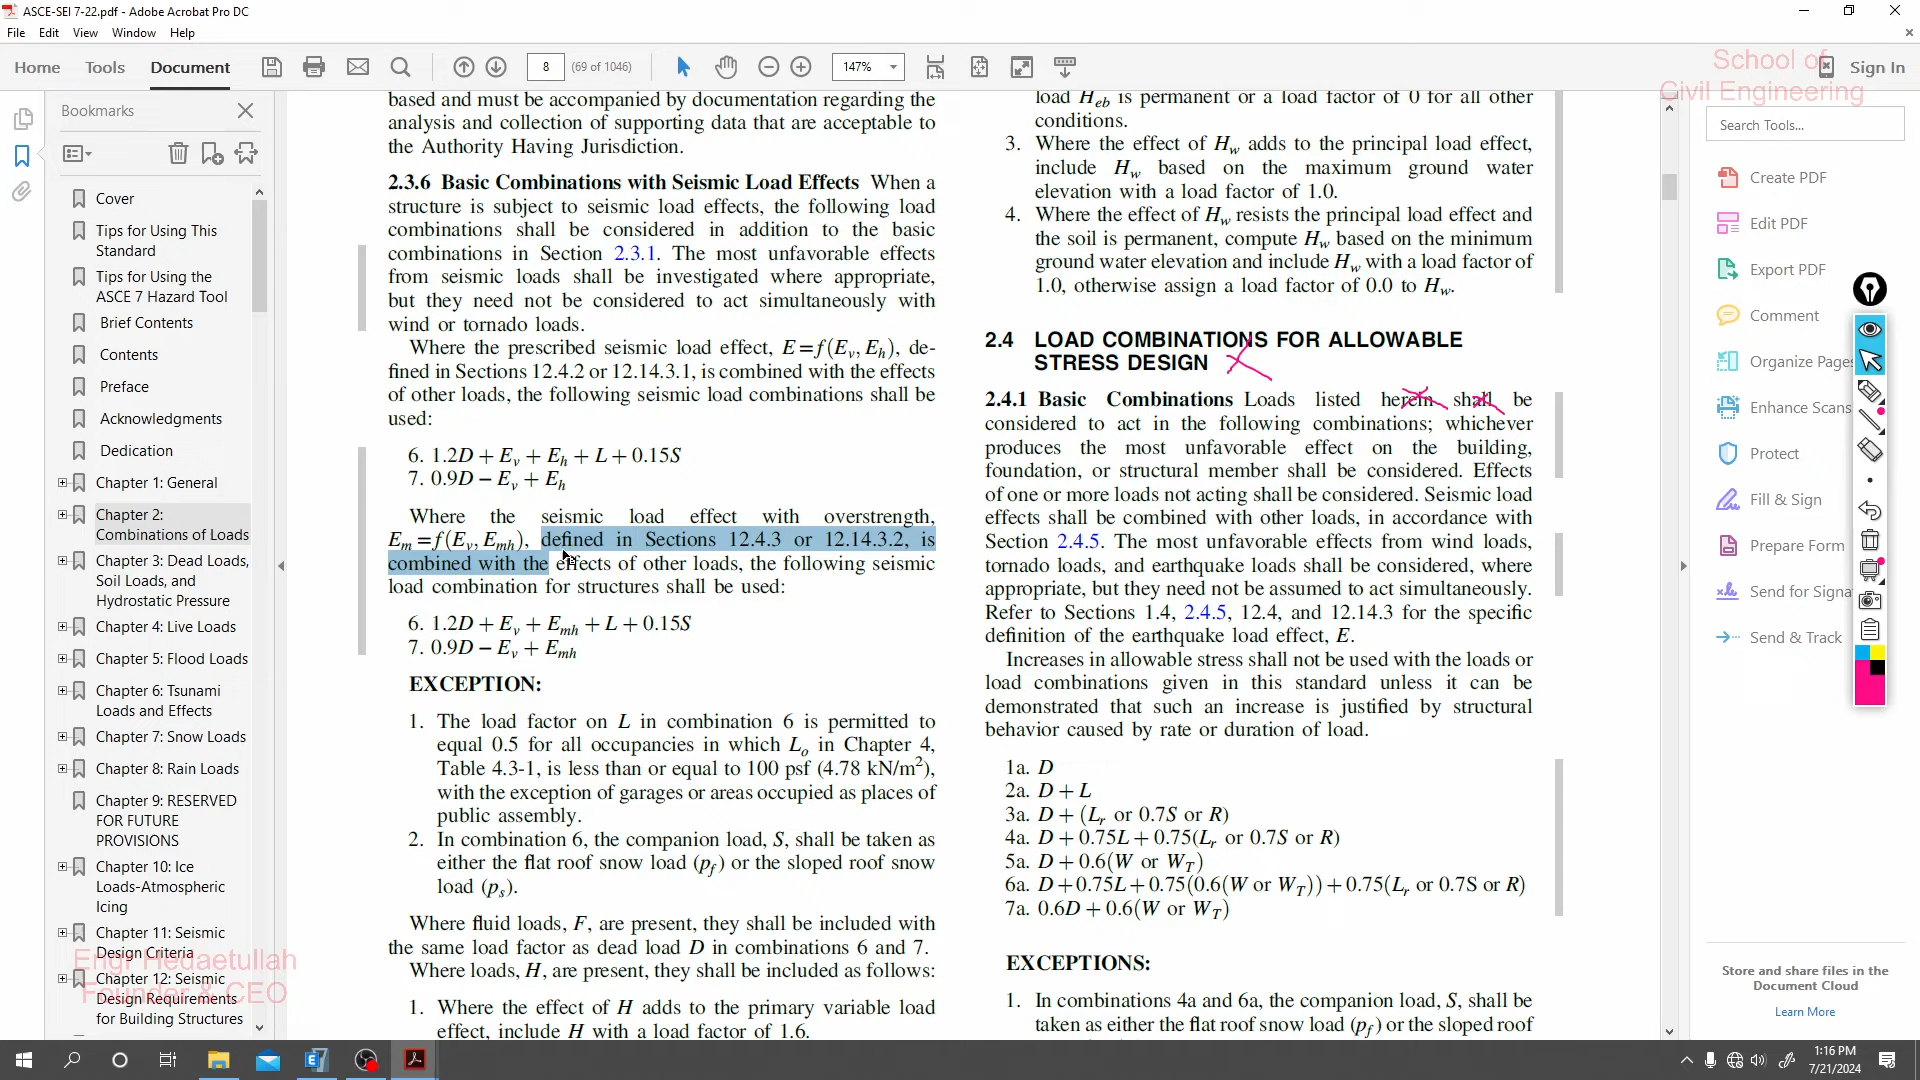 ASCE-SEI 7-22.pdf - Adobe Acrobat Pro DC
File Edit View Window Help
Home Tools Document
8 (69 of 1046)
147%
Sign In
School of
Civil Engineering
Bookmarks
Cover
Tips for Using This
Standard
Tips for Using the
ASCE 7 Hazard Tool
Brief Contents
Contents
Preface
Acknowledgments
Dedication
Chapter 1: General
Chapter 2:
Combinations of Loads
Chapter 3: Dead Loads,
Soil Loads, and
Hydrostatic Pressure
Chapter 4: Live Loads
Chapter 5: Flood Loads
Chapter 6: Tsunami
Loads and Effects
Chapter 7: Snow Loads
Chapter 8: Rain Loads
Chapter 9: RESERVED
FOR FUTURE
PROVISIONS
Chapter 10: Ice
Loads-Atmospheric
Icing
Chapter 11: Seismic
Design Criteria
Chapter 12: Seismic
Design Requirements
for Building Structures
Engr Hedaetullah
Founder & CEO
based and must be accompanied by documentation regarding the
analysis and collection of supporting data that are acceptable to
the Authority Having Jurisdiction.
2.3.6 Basic Combinations with Seismic Load Effects When a
structure is subject to seismic load effects, the following load
combinations shall be considered in addition to the basic
combinations in Section 2.3.1. The most unfavorable effects
from seismic loads shall be investigated where appropriate,
but they need not be considered to act simultaneously with
wind or tornado loads.
Where the prescribed seismic load effect, E=f(Ev, Eh), de-
fined in Sections 12.4.2 or 12.14.3.1, is combined with the effects
of other loads, the following seismic load combinations shall be
used:
6. 1.2D + Ev + Eh + L + 0.15S
7. 0.9D − Ev + Eh
Where the seismic load effect with overstrength,
Em =f(Ev, Emh), defined in Sections 12.4.3 or 12.14.3.2, is
combined with the effects of other loads, the following seismic
load combination for structures shall be used:
6. 1.2D + Ev + Emh + L + 0.15S
7. 0.9D − Ev + Emh
EXCEPTION:
1. The load factor on L in combination 6 is permitted to
equal 0.5 for all occupancies in which Lo in Chapter 4,
Table 4.3-1, is less than or equal to 100 psf (4.78 kN/m2),
with the exception of garages or areas occupied as places of
public assembly.
2. In combination 6, the companion load, S, shall be taken as
either the flat roof snow load (pf) or the sloped roof snow
load (ps).
Where fluid loads, F, are present, they shall be included with
the same load factor as dead load D in combinations 6 and 7.
Where loads, H, are present, they shall be included as follows:
1. Where the effect of H adds to the primary variable load
effect, include H with a load factor of 1.6.
load Heb is permanent or a load factor of 0 for all other
conditions.
3. Where the effect of Hw adds to the principal load effect,
include Hw based on the maximum ground water
elevation with a load factor of 1.0.
4. Where the effect of Hw resists the principal load effect and
the soil is permanent, compute Hw based on the minimum
ground water elevation and include Hw with a load factor of
1.0, otherwise assign a load factor of 0.0 to Hw.
2.4 LOAD COMBINATIONS FOR ALLOWABLE
STRESS DESIGN
2.4.1 Basic Combinations Loads listed herein shall be
considered to act in the following combinations; whichever
produces the most unfavorable effect on the building,
foundation, or structural member shall be considered. Effects
of one or more loads not acting shall be considered. Seismic load
effects shall be combined with other loads, in accordance with
Section 2.4.5. The most unfavorable effects from wind loads,
tornado loads, and earthquake loads shall be considered, where
appropriate, but they need not be assumed to act simultaneously.
Refer to Sections 1.4, 2.4.5, 12.4, and 12.14.3 for the specific
definition of the earthquake load effect, E.
Increases in allowable stress shall not be used with the loads or
load combinations given in this standard unless it can be
demonstrated that such an increase is justified by structural
behavior caused by rate or duration of load.
1a. D
2a. D + L
3a. D + (Lr or 0.7S or R)
4a. D + 0.75L + 0.75(Lr or 0.7S or R)
5a. D + 0.6(W or WT)
6a. D + 0.75L + 0.75(0.6(W or WT)) + 0.75(Lr or 0.7S or R)
7a. 0.6D + 0.6(W or WT)
EXCEPTIONS:
1. In combinations 4a and 6a, the companion load, S, shall be
taken as either the flat roof snow load (pf) or the sloped roof
Search Tools...
Create PDF
Edit PDF
Export PDF
Comment
Organize Pages
Enhance Scans
Protect
Fill & Sign
Prepare Form
Send for Signa
Send & Track
Store and share files in the
Document Cloud
Learn More
1:16 PM
7/21/2024